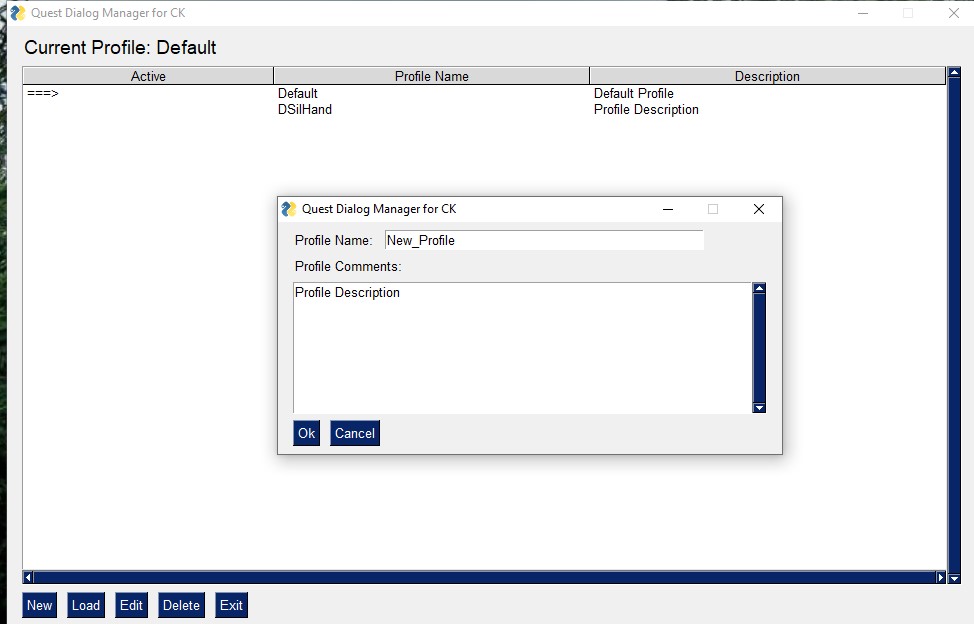 Quest Dialog Manager for CK
Current Profile: Default
Active Profile Name Description
===> Default Default Profile
DSilHand Profile Description
Quest Dialog Manager for CK
Profile Name: New_Profile
Profile Comments:
Profile Description
Ok Cancel
New Load Edit Delete Exit